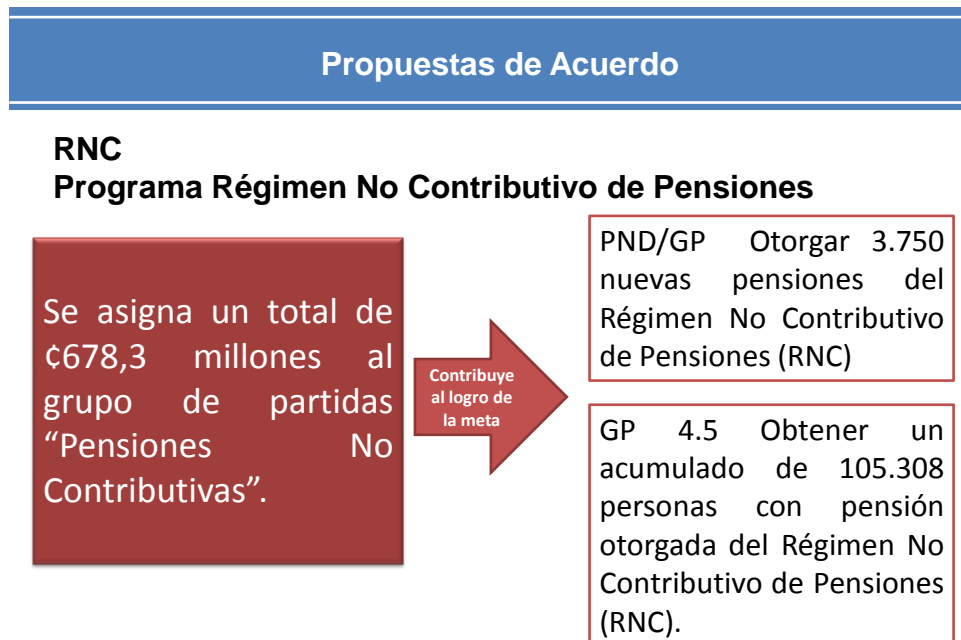 Propuestas de Acuerdo
RNC
Programa Régimen No Contributivo de Pensiones
Se asigna un total de
¢678,3 millones al
grupo de partidas
“Pensiones No
Contributivas”.
Contribuye
al logro de
la meta
PND/GP Otorgar 3.750
nuevas pensiones del
Régimen No Contributivo
de Pensiones (RNC)
GP 4.5 Obtener un
acumulado de 105.308
personas con pensión
otorgada del Régimen No
Contributivo de Pensiones
(RNC).